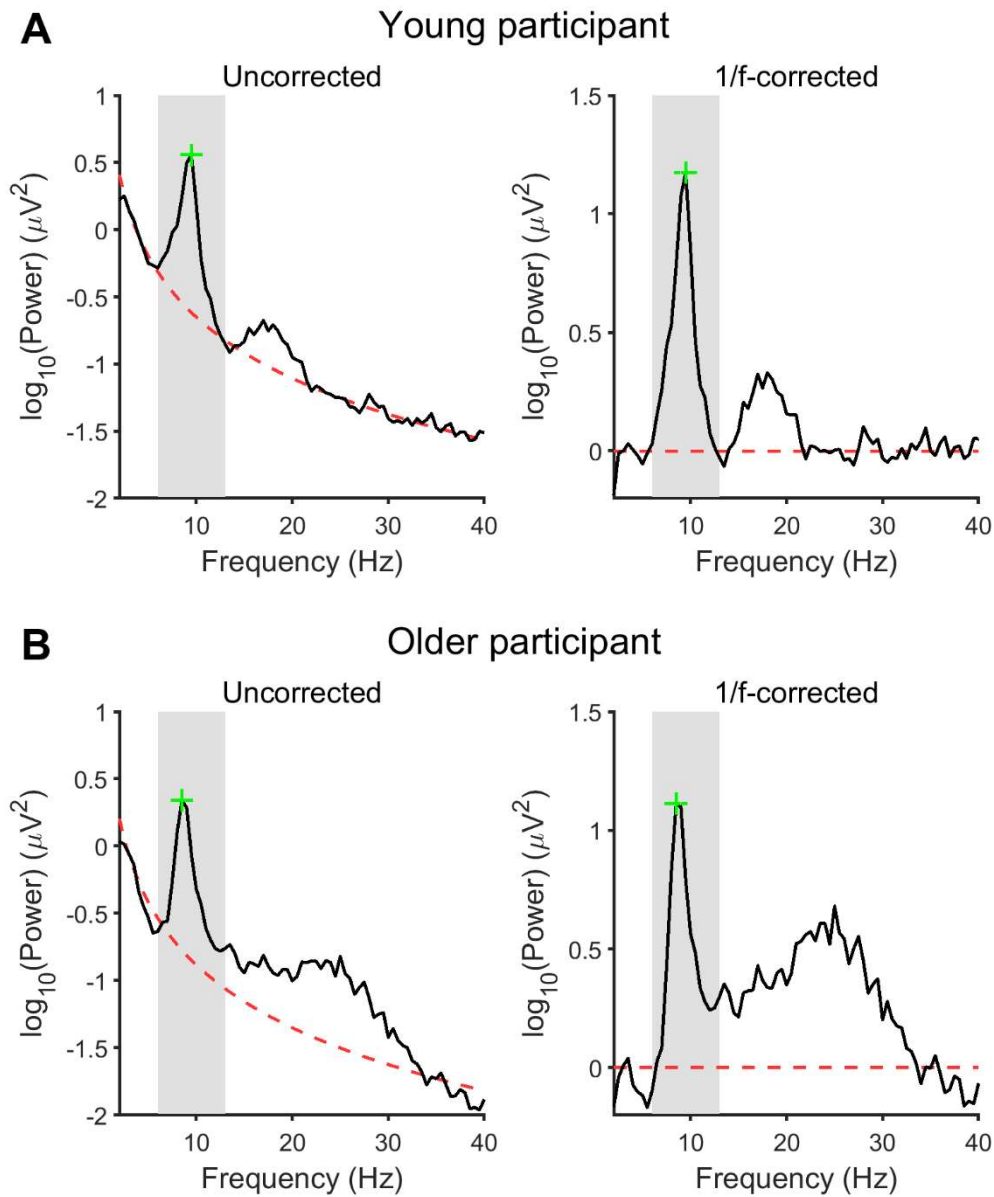 A
Young participant
Uncorrected
1/f-corrected
1
0.5
0
-0.5
-1
-1.5
-2
10
20
30
40
log10(Power) (μV2)
Frequency (Hz)
1.5
1
0.5
0
10
20
30
40
log10(Power) (μV2)
Frequency (Hz)
B
Older participant
Uncorrected
1/f-corrected
1
0.5
0
-0.5
-1
-1.5
-2
10
20
30
40
log10(Power) (μV2)
Frequency (Hz)
1.5
1
0.5
0
10
20
30
40
log10(Power) (μV2)
Frequency (Hz)